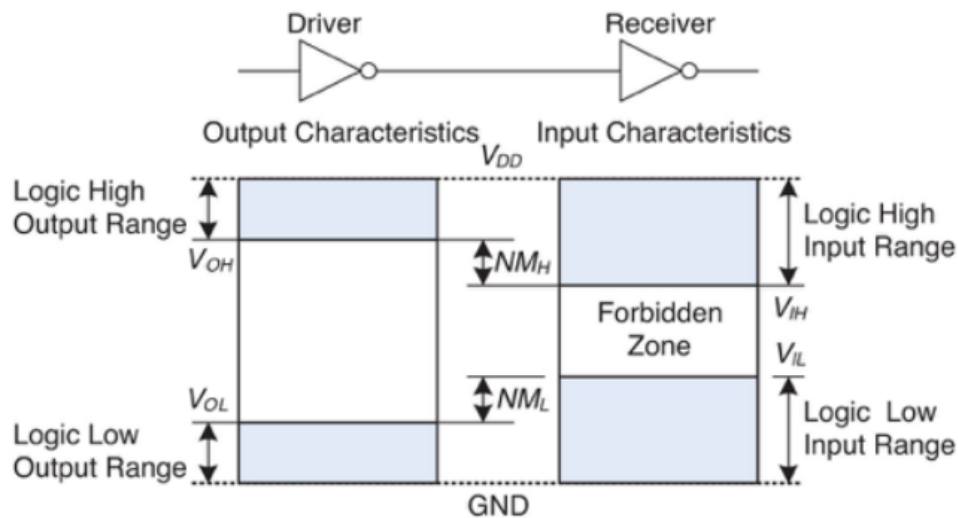 Driver
Receiver
Output Characteristics
Input Characteristics
VDD
Logic High
Output Range
Logic High
Input Range
VOH
NMH
VIH
Forbidden
Zone
VIL
VOL
NML
Logic Low
Output Range
Logic Low
Input Range
GND